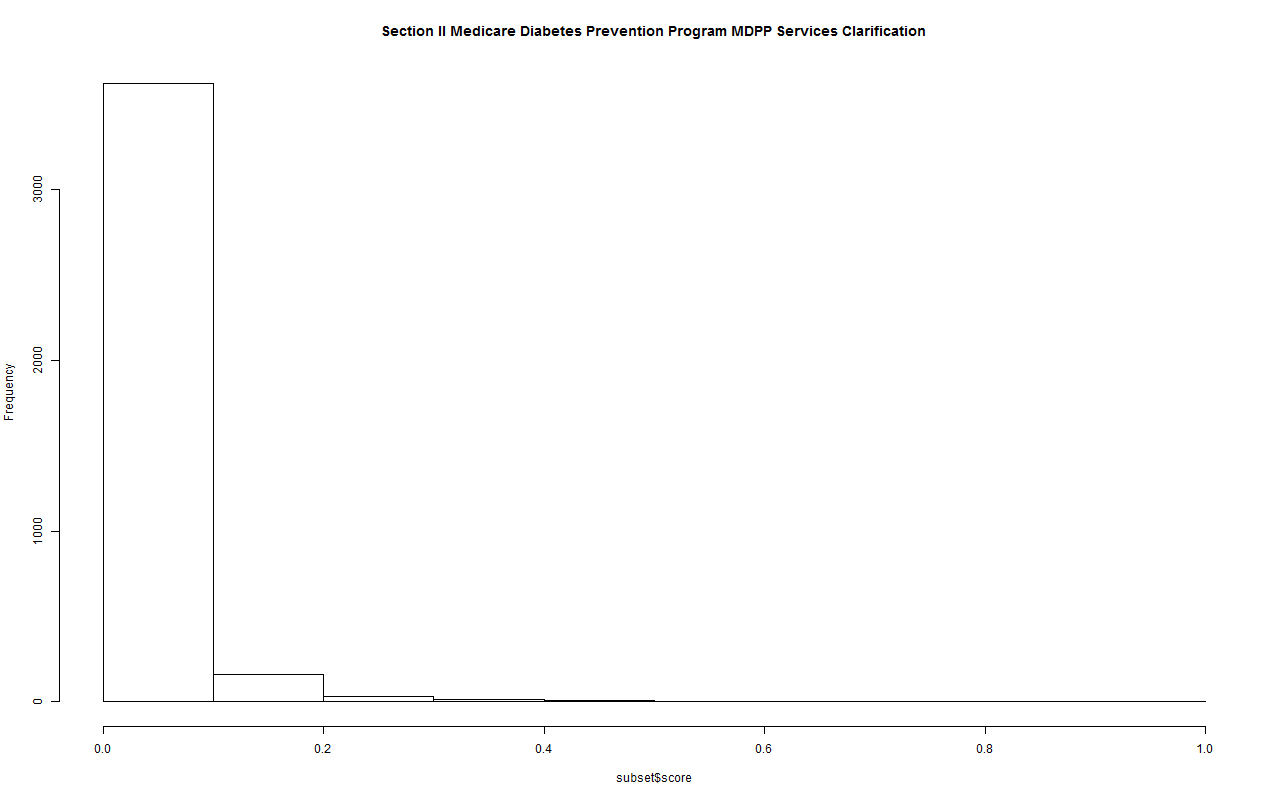 Section II Medicare Diabetes Prevention Program MDPP Services Clarification
Frequency
3000
2000
1000
0
0.0 0.2 0.4 0.6 0.8 1.0
subset$score